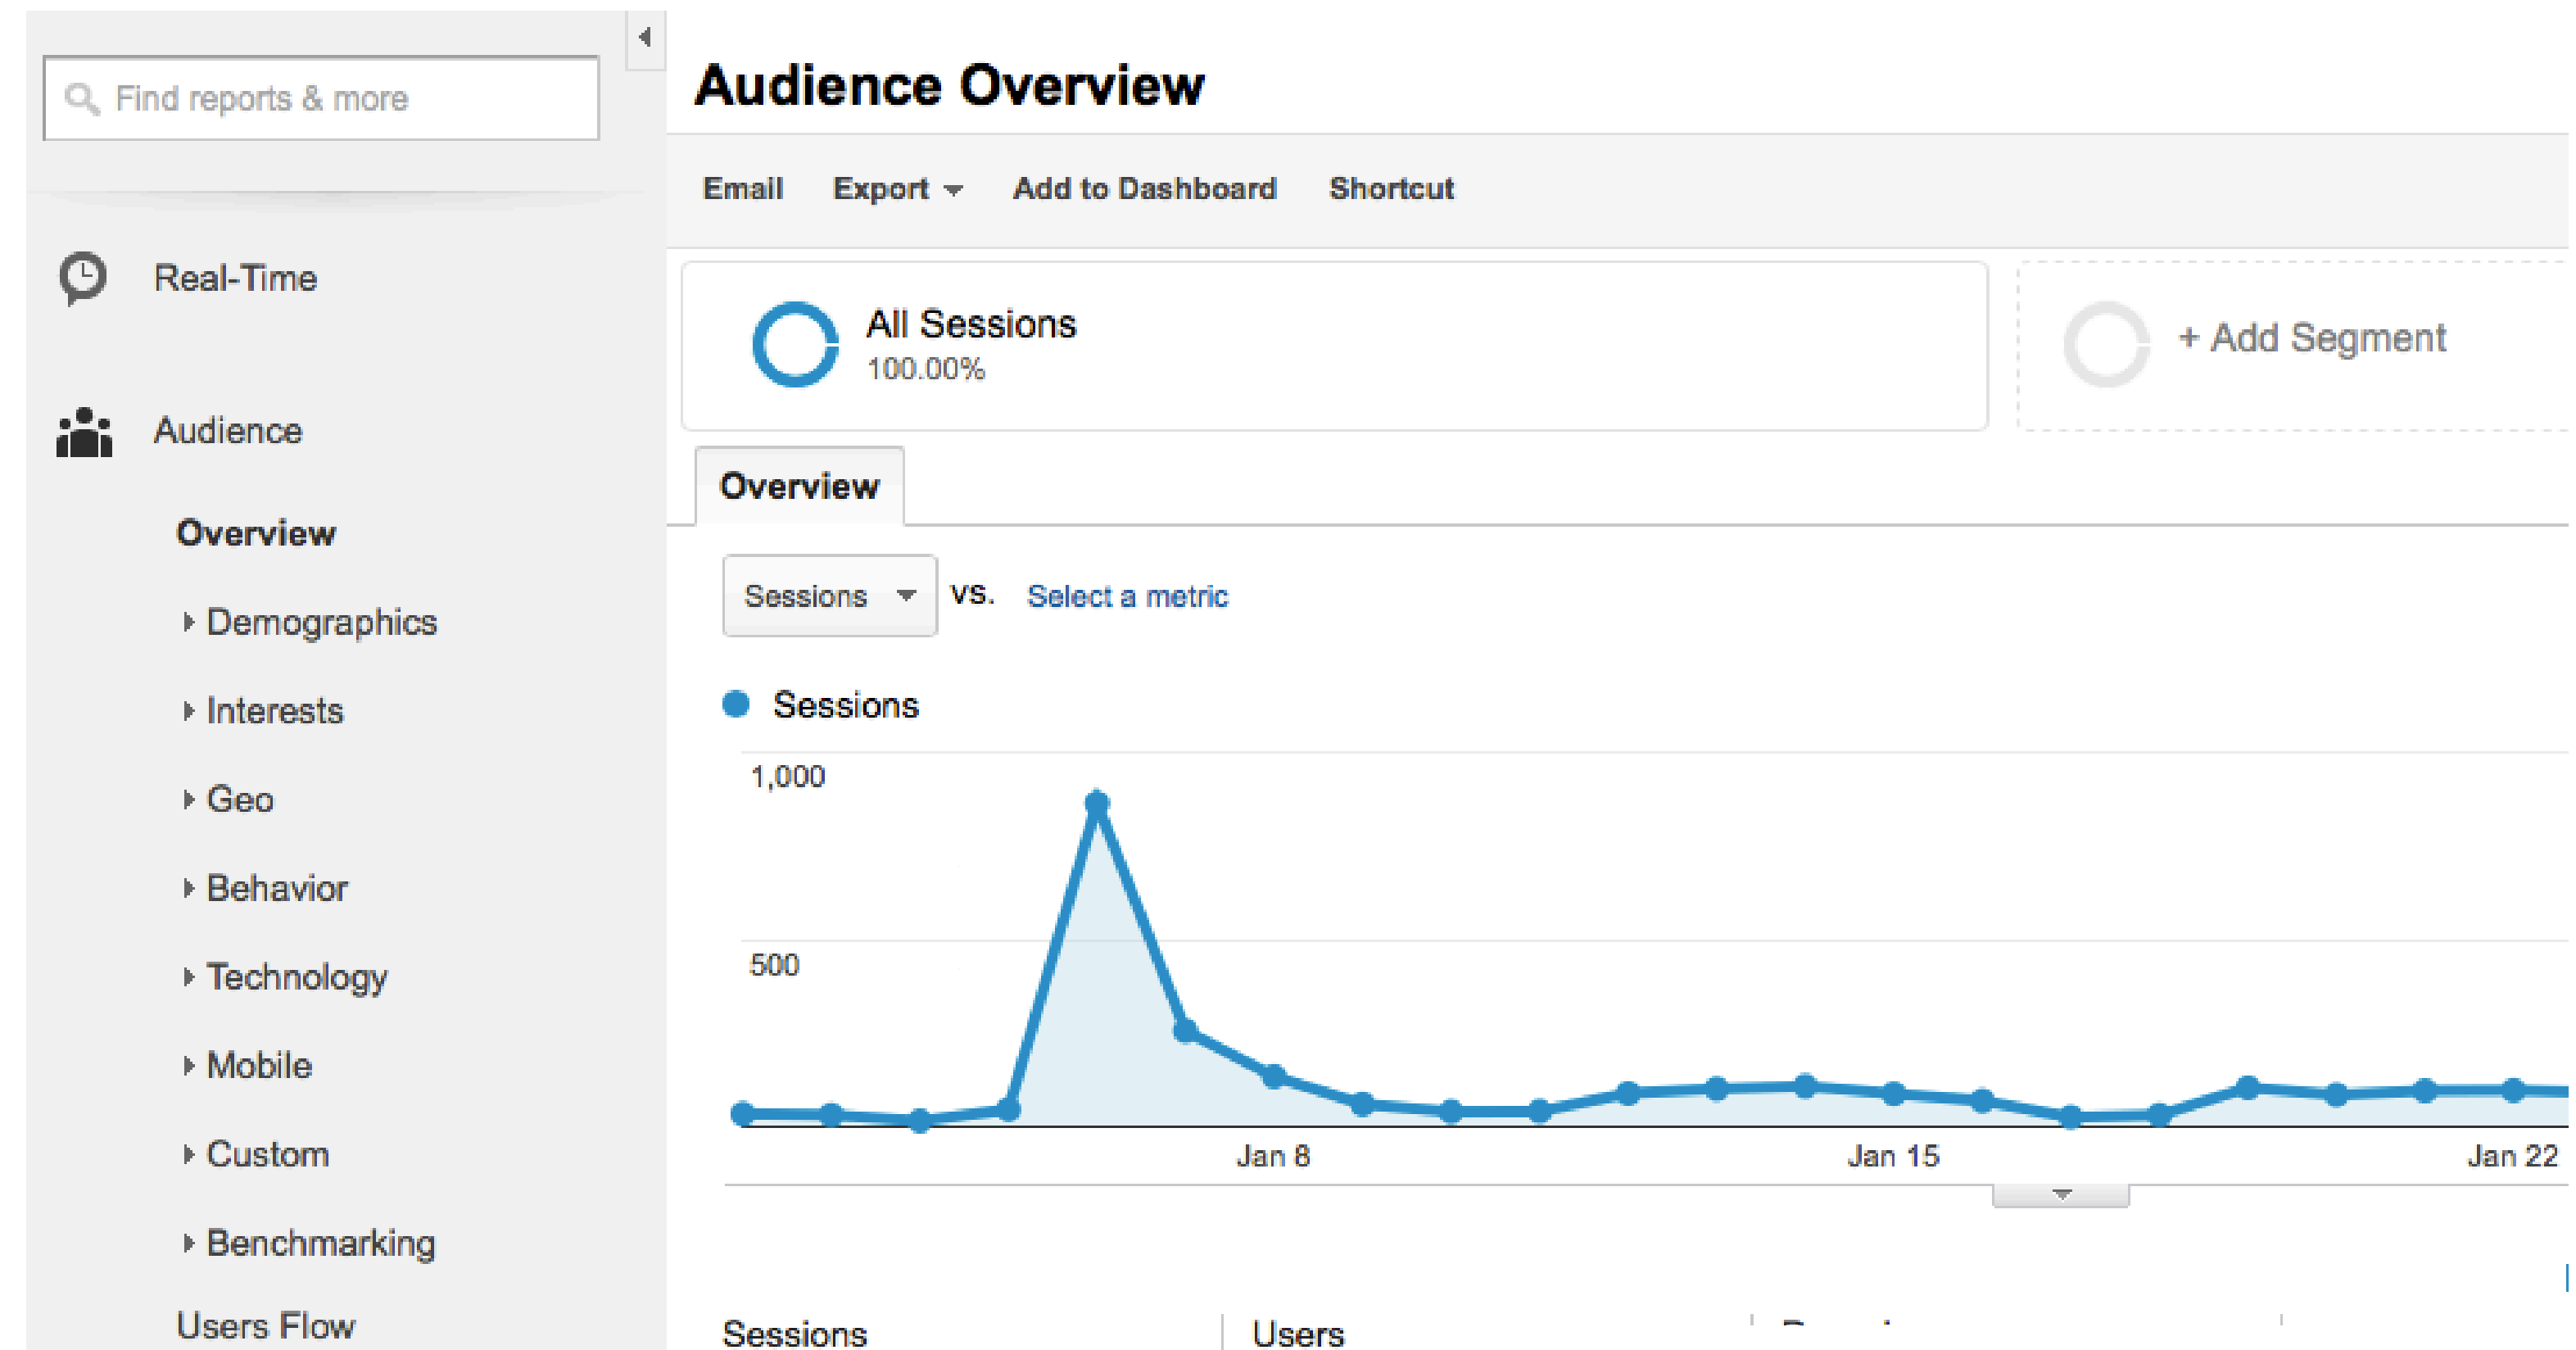 Find reports & more
Real-Time
Audience
Overview
Demographics
Interests
Geo
Behavior
Technology
Mobile
Custom
Benchmarking
Users Flow
Audience Overview
Email Export Add to Dashboard Shortcut
All Sessions
100.00%
+ Add Segment
Overview
Sessions vs. Select a metric
Sessions
1,000
500
Jan 8 Jan 15 Jan 22
Sessions Users